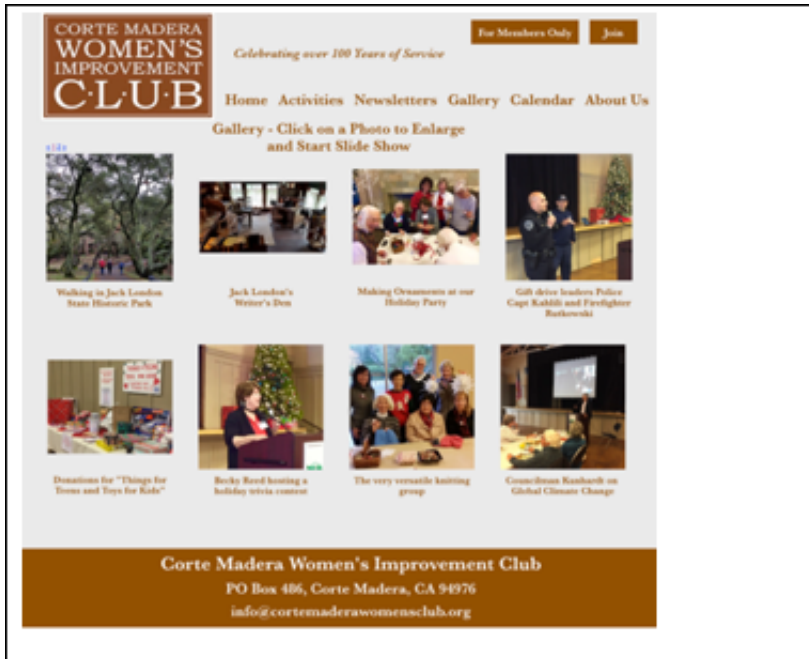 CORTE MADERA
WOMEN'S
IMPROVEMENT
C·L·U·B
For Members Only
Join
Celebrating over 100 Years of Service
Home Activities Newsletters Gallery Calendar About Us
Gallery - Click on a Photo to Enlarge
and Start Slide Show
slide
Walking in Jack London
State Historic Park
Jack London's
Writer's Den
Making Ornaments at our
Holiday Party
Gift drive leaders Police
Capt Kahlili and Firefighter
Rutkowski
Donations for "Things for
Teens and Toys for Kids"
Becky Reed hosting a
holiday trivia contest
The very versatile knitting
group
Councilman Kunhardt on
Global Climate Change
Corte Madera Women's Improvement Club
PO Box 486, Corte Madera, CA 94976
info@cortemaderawomensclub.org